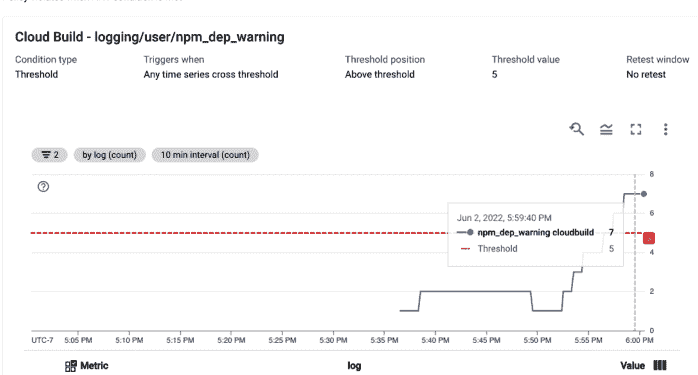 Cloud Build - logging/user/npm_dep_warning
Condition type Triggers when Threshold position Threshold value Retest window
Threshold Any time series cross threshold Above threshold 5 No retest
2 by log (count) 10 min interval (count)
8
6
4
2
0
Jun 2, 2022, 5:59:40 PM
npm_dep_warning cloudbuild 7
Threshold 5
UTC-7 5:05 PM 5:10 PM 5:15 PM 5:20 PM 5:25 PM 5:30 PM 5:35 PM 5:40 PM 5:45 PM 5:50 PM 5:55 PM 6:00 PM
Metric log Value